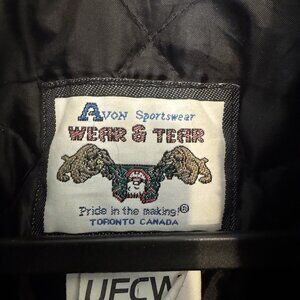 AVON Sportswear
WEAR & TEAR
Pride in the making!®
TORONTO CANADA
UFCW